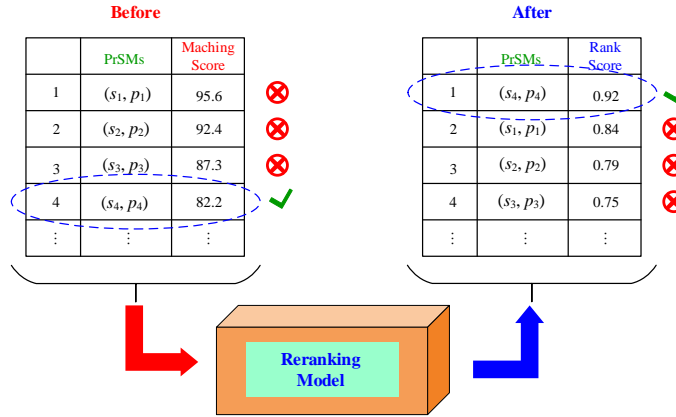 Before
PrSMs Maching Score
1 (s1, p1) 95.6
2 (s2, p2) 92.4
3 (s3, p3) 87.3
4 (s4, p4) 82.2
⋮ ⋮ ⋮
After
PrSMs Rank Score
1 (s4, p4) 0.92
2 (s1, p1) 0.84
3 (s2, p2) 0.79
4 (s3, p3) 0.75
⋮ ⋮ ⋮
Reranking
Model